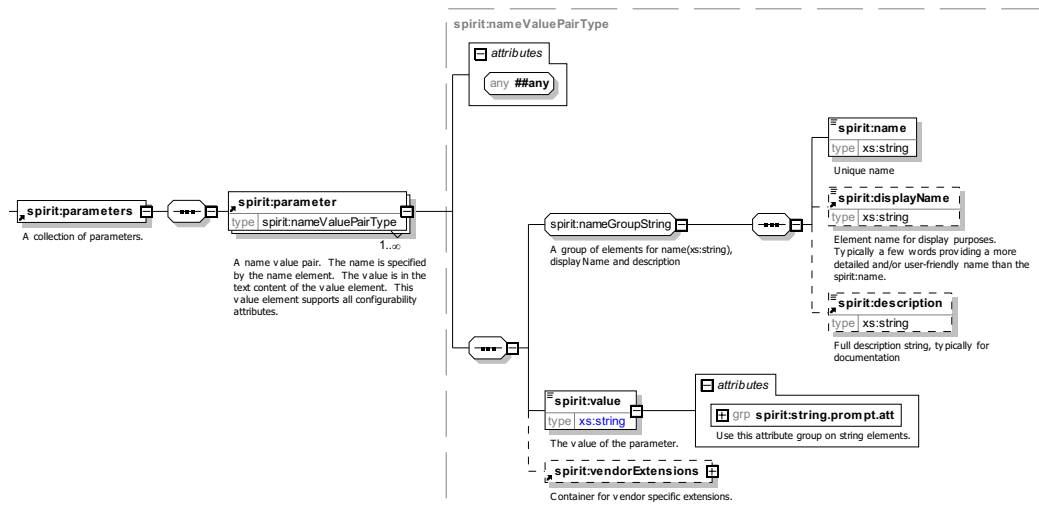 spirit:nameValuePairType
attributes
any ##any
spirit:name
type xs:string
Unique name
spirit:parameters
A collection of parameters.
spirit:parameter
type spirit:nameValuePairType
1..∞
A name value pair. The name is specified
by the name element. The value is in the
text content of the value element. This
value element supports all configurability
attributes.
spirit:nameGroupString
A group of elements for name(xs:string),
displayName and description
spirit:displayName
type xs:string
Element name for display purposes.
Typically a few words providing a more
detailed and/or user-friendly name than the
spirit:name.
spirit:description
type xs:string
Full description string, typically for
documentation
spirit:value
type xs:string
The value of the parameter.
attributes
grp spirit:string.prompt.att
Use this attribute group on string elements.
spirit:vendorExtensions
Container for vendor specific extensions.